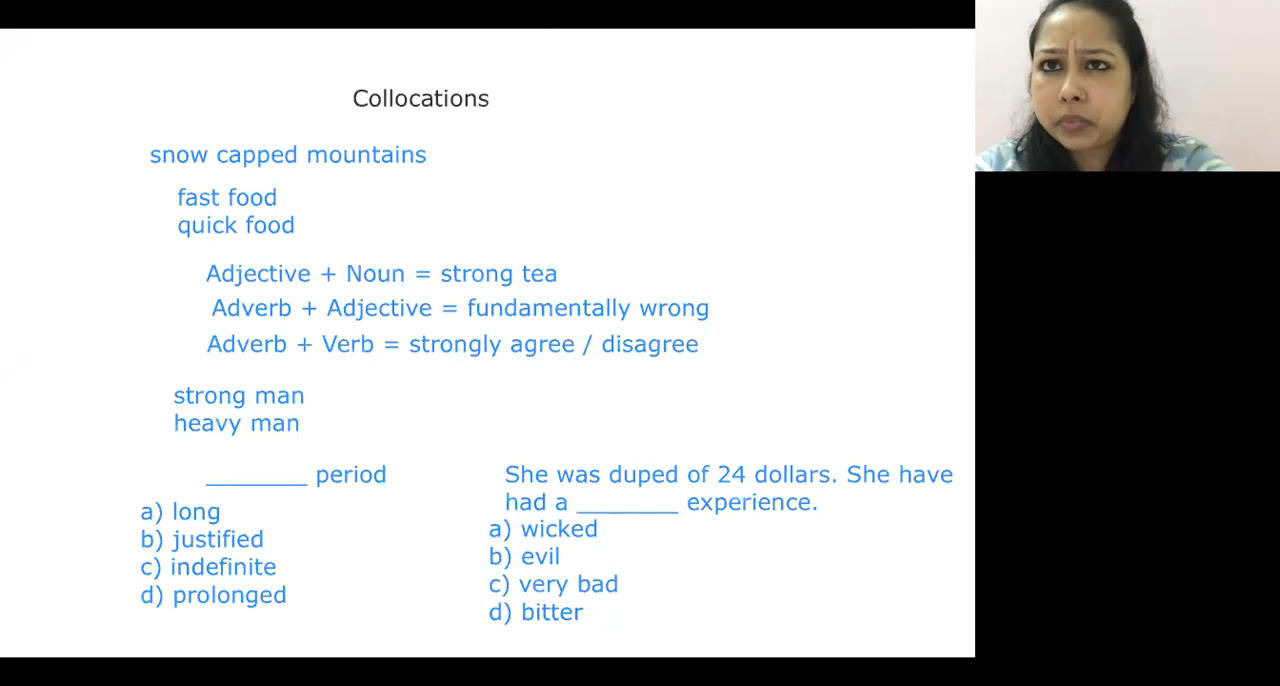 Collocations
snow capped mountains
fast food
quick food
Adjective + Noun = strong tea
Adverb + Adjective = fundamentally wrong
Adverb + Verb = strongly agree / disagree
strong man
heavy man
________ period
a) long
b) justified
c) indefinite
d) prolonged
She was duped of 24 dollars. She have
had a ________ experience.
a) wicked
b) evil
c) very bad
d) bitter